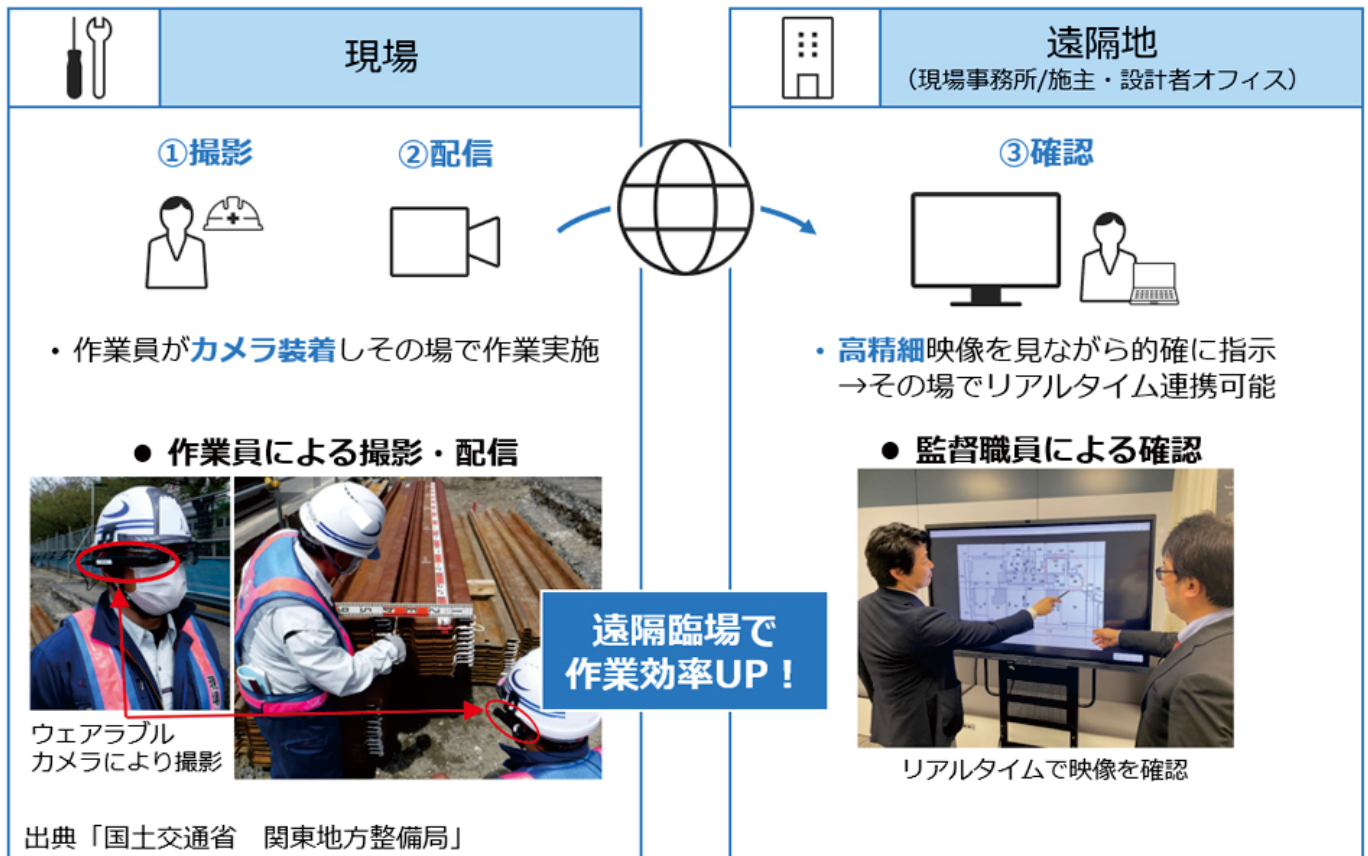 現場
①撮影
②配信
・作業員がカメラ装着しその場で作業実施
● 作業員による撮影・配信
現場
ウェアラブル
カメラにより撮影
出典「国土交通省　関東地方整備局」
遠隔臨場で
作業効率UP！
遠隔地
（現場事務所/施主・設計者オフィス）
③確認
・高精細映像を見ながら的確に指示
→その場でリアルタイム連携可能
● 監督職員による確認
リアルタイムで映像を確認